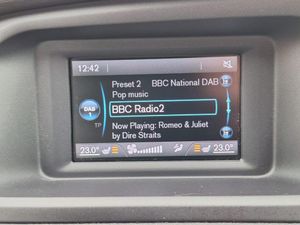 12:42
Preset 2 BBC National DAB
Pop music
BBC Radio2
DAB
1
TP
Now Playing: Romeo & Juliet
by Dire Straits
23.0° 23.0°